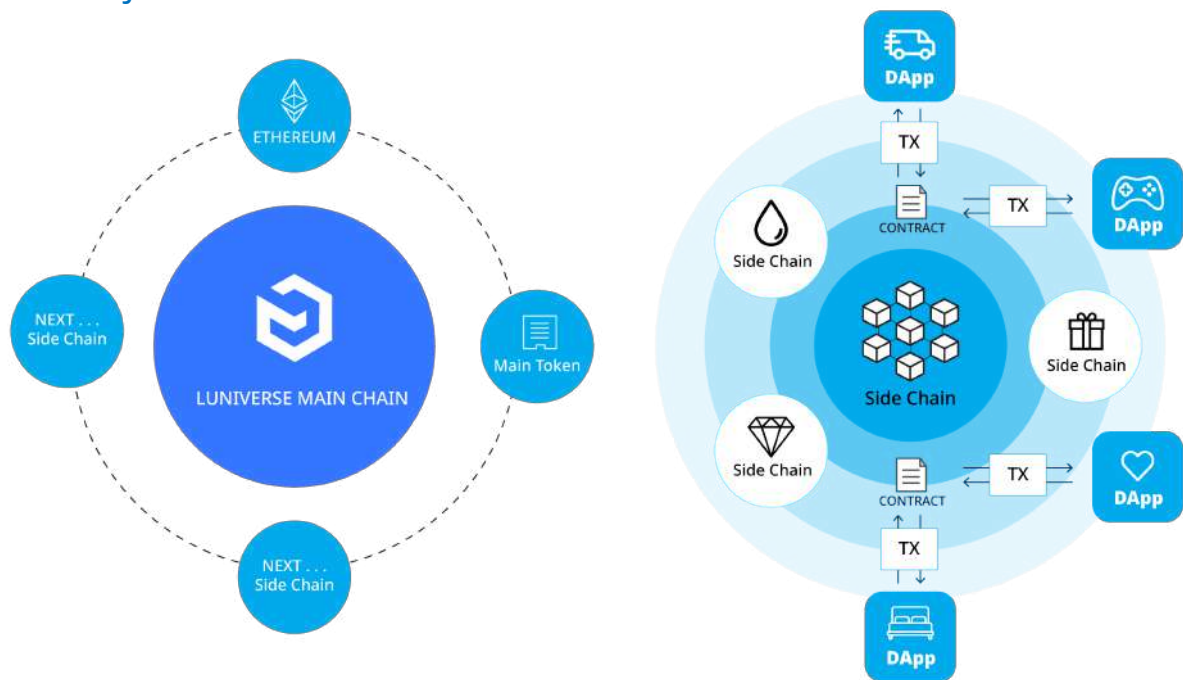 ETHEREUM
NEXT . . .
Side Chain
LUNIVERSE MAIN CHAIN
Main Token
NEXT . . .
Side Chain
DApp
TX
CONTRACT
TX
DApp
Side Chain
Side Chain
Side Chain
Side Chain
CONTRACT
TX
DApp
TX
DApp